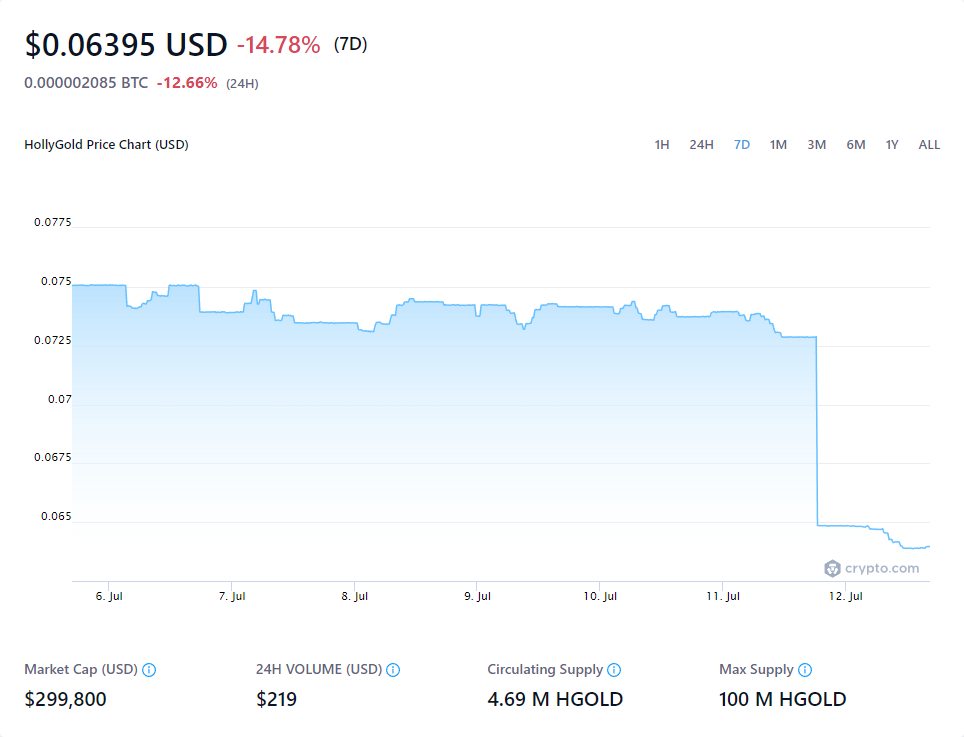 $0.06395 USD -14.78% (7D)
0.000002085 BTC -12.66% (24H)
HollyGold Price Chart (USD) 1H 24H 7D 1M 3M 6M 1Y ALL
0.0775
0.075
0.0725
0.07
0.0675
0.065
crypto.com
6. Jul 7. Jul 8. Jul 9. Jul 10. Jul 11. Jul 12. Jul
Market Cap (USD) 24H VOLUME (USD) Circulating Supply Max Supply
$299,800 $219 4.69 M HGOLD 100 M HGOLD